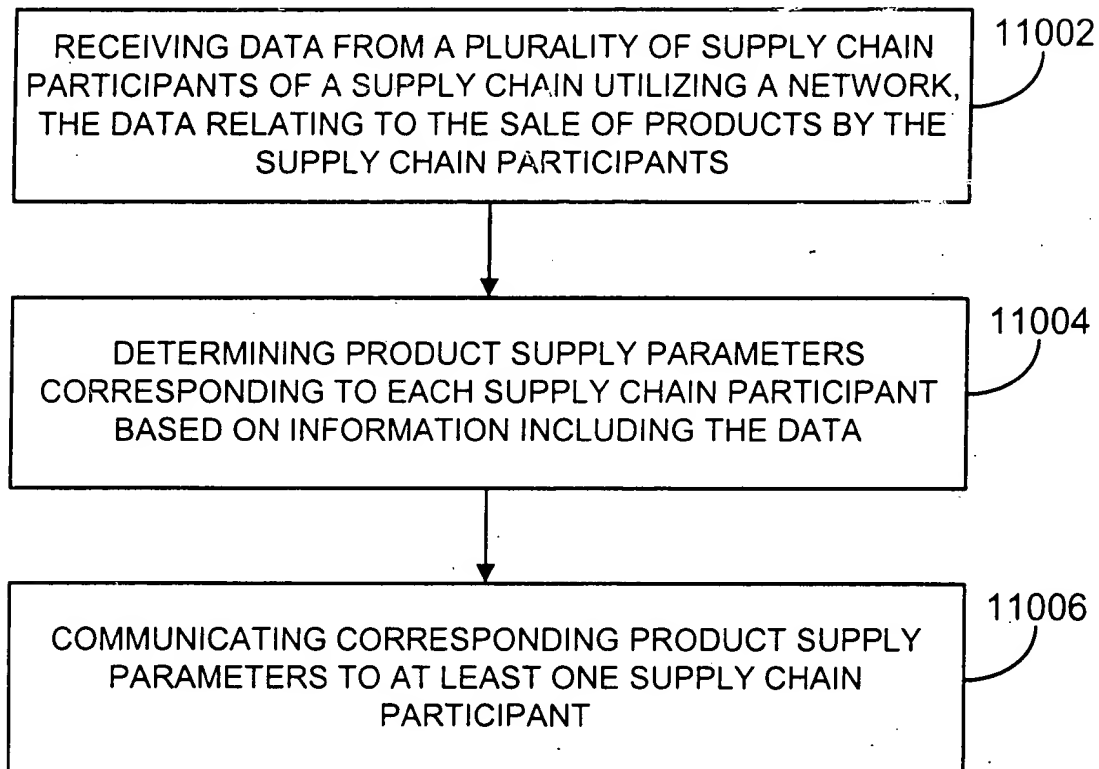 RECEIVING DATA FROM A PLURALITY OF SUPPLY CHAIN
PARTICIPANTS OF A SUPPLY CHAIN UTILIZING A NETWORK,
THE DATA RELATING TO THE SALE OF PRODUCTS BY THE
SUPPLY CHAIN PARTICIPANTS
11002
DETERMINING PRODUCT SUPPLY PARAMETERS
CORRESPONDING TO EACH SUPPLY CHAIN PARTICIPANT
BASED ON INFORMATION INCLUDING THE DATA
11004
COMMUNICATING CORRESPONDING PRODUCT SUPPLY
PARAMETERS TO AT LEAST ONE SUPPLY CHAIN
PARTICIPANT
11006